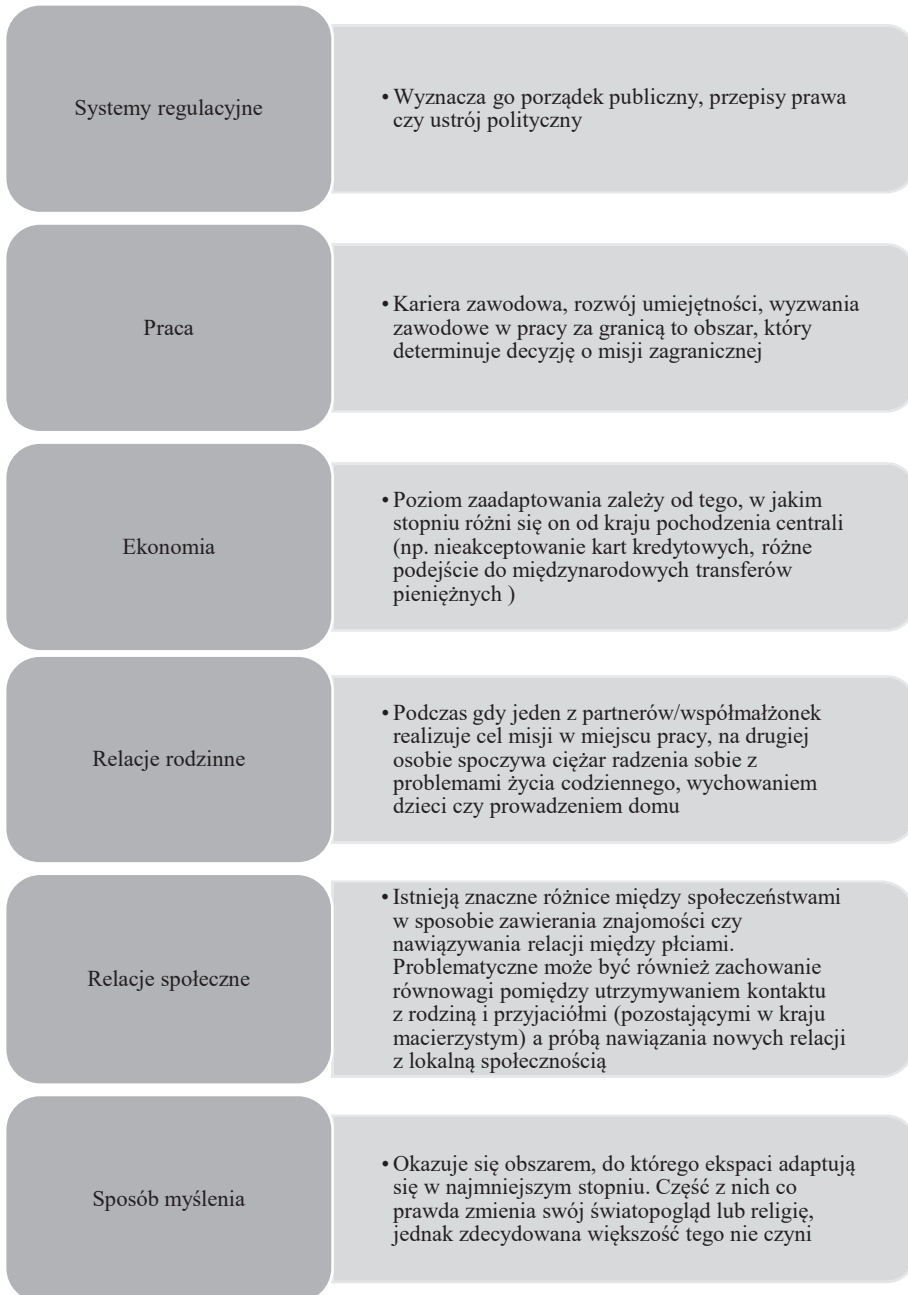 Systemy regulacyjne
• Wyznacza go porządek publiczny, przepisy prawa
czy ustrój polityczny
Praca
• Kariera zawodowa, rozwój umiejętności, wyzwania
zawodowe w pracy za granicą to obszar, który
determinuje decyzję o misji zagranicznej
Ekonomia
• Poziom zaadaptowania zależy od tego, w jakim
stopniu różni się on od kraju pochodzenia centrali
(np. nieakceptowanie kart kredytowych, różne
podejście do międzynarodowych transferów
pieniężnych )
Relacje rodzinne
• Podczas gdy jeden z partnerów/współmałżonek
realizuje cel misji w miejscu pracy, na drugiej
osobie spoczywa ciężar radzenia sobie z
problemami życia codziennego, wychowaniem
dzieci czy prowadzeniem domu
Relacje społeczne
• Istnieją znaczne różnice między społeczeństwami
w sposobie zawierania znajomości czy
nawiązywania relacji między płciami.
Problematyczne może być również zachowanie
równowagi pomiędzy utrzymywaniem kontaktu
z rodziną i przyjaciółmi (pozostającymi w kraju
macierzystym) a próbą nawiązania nowych relacji
z lokalną społecznością
Sposób myślenia
• Okazuje się obszarem, do którego ekspaci adaptują
się w najmniejszym stopniu. Część z nich co
prawda zmienia swój światopogląd lub religię,
jednak zdecydowana większość tego nie czyni